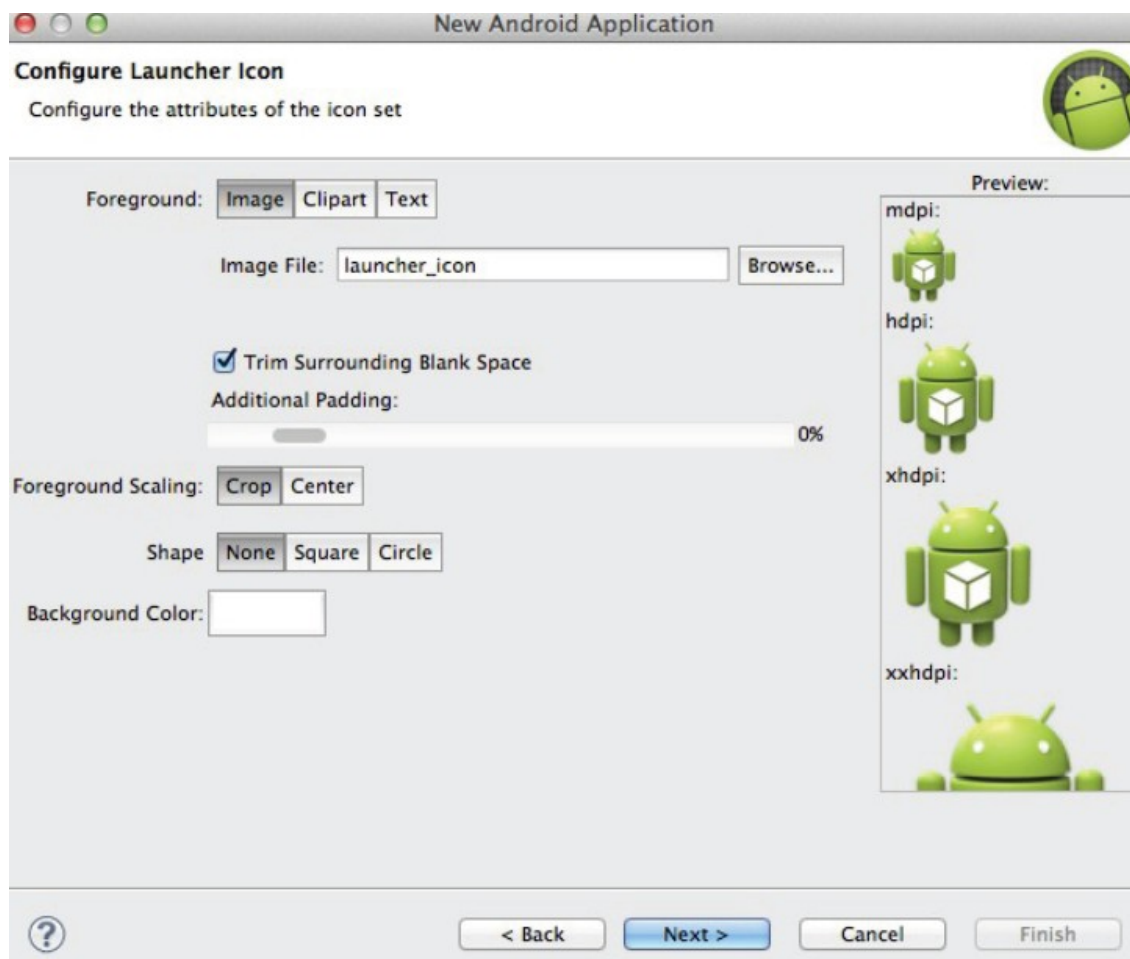 New Android Application
Configure Launcher Icon
Configure the attributes of the icon set
Foreground: Image Clipart Text
Image File: launcher_icon Browse...
Trim Surrounding Blank Space
Additional Padding:
0%
Foreground Scaling: Crop Center
Shape None Square Circle
Background Color:
Preview:
mdpi:
hdpi:
xhdpi:
xxhdpi:
? < Back Next > Cancel Finish